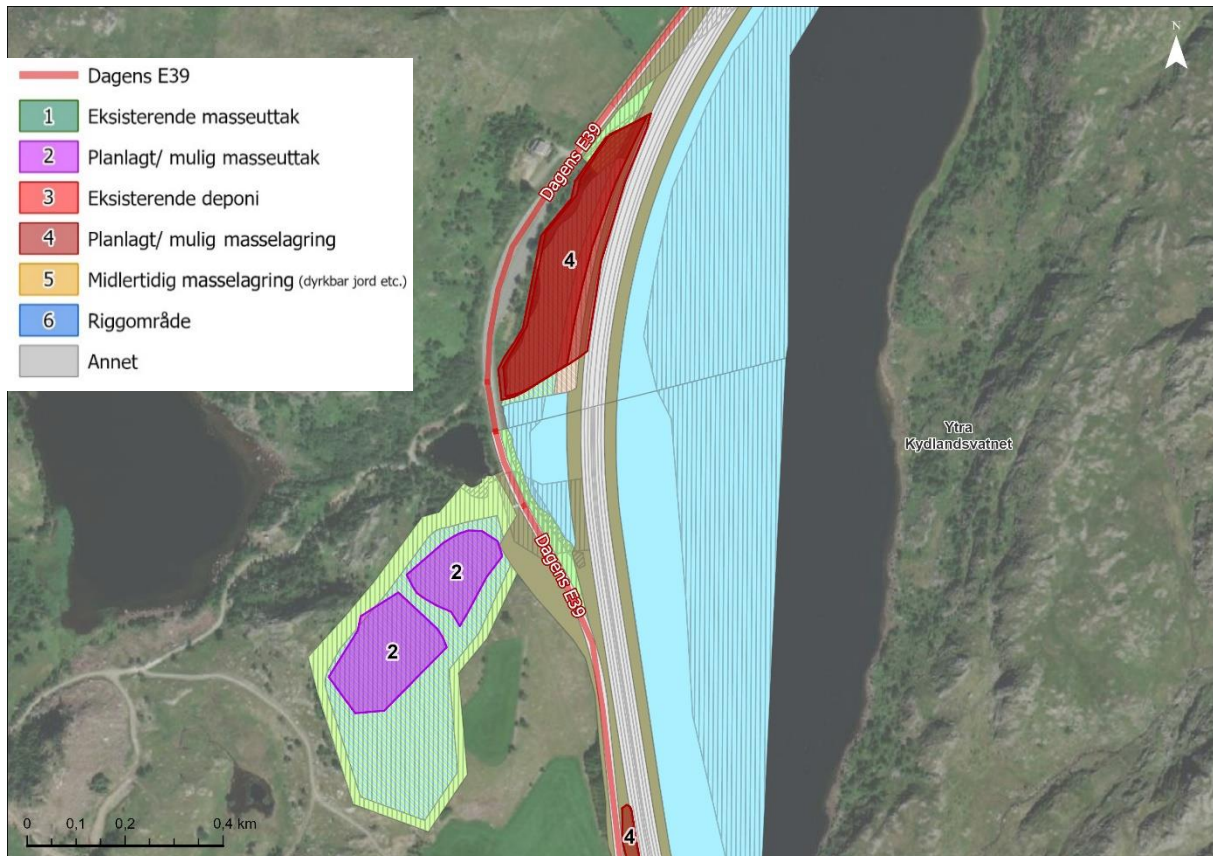 N
Dagens E39
1 Eksisterende masseuttak
2 Planlagt/ mulig masseuttak
3 Eksisterende deponi
4 Planlagt/ mulig masselagring
5 Midlertidig masselagring (dyrkbar jord etc.)
6 Riggområde
Annet
Dagens E39
4
Ytra
Kydlandsvatnet
2
Dagens E39
2
4
0 0,1 0,2 0,4 km